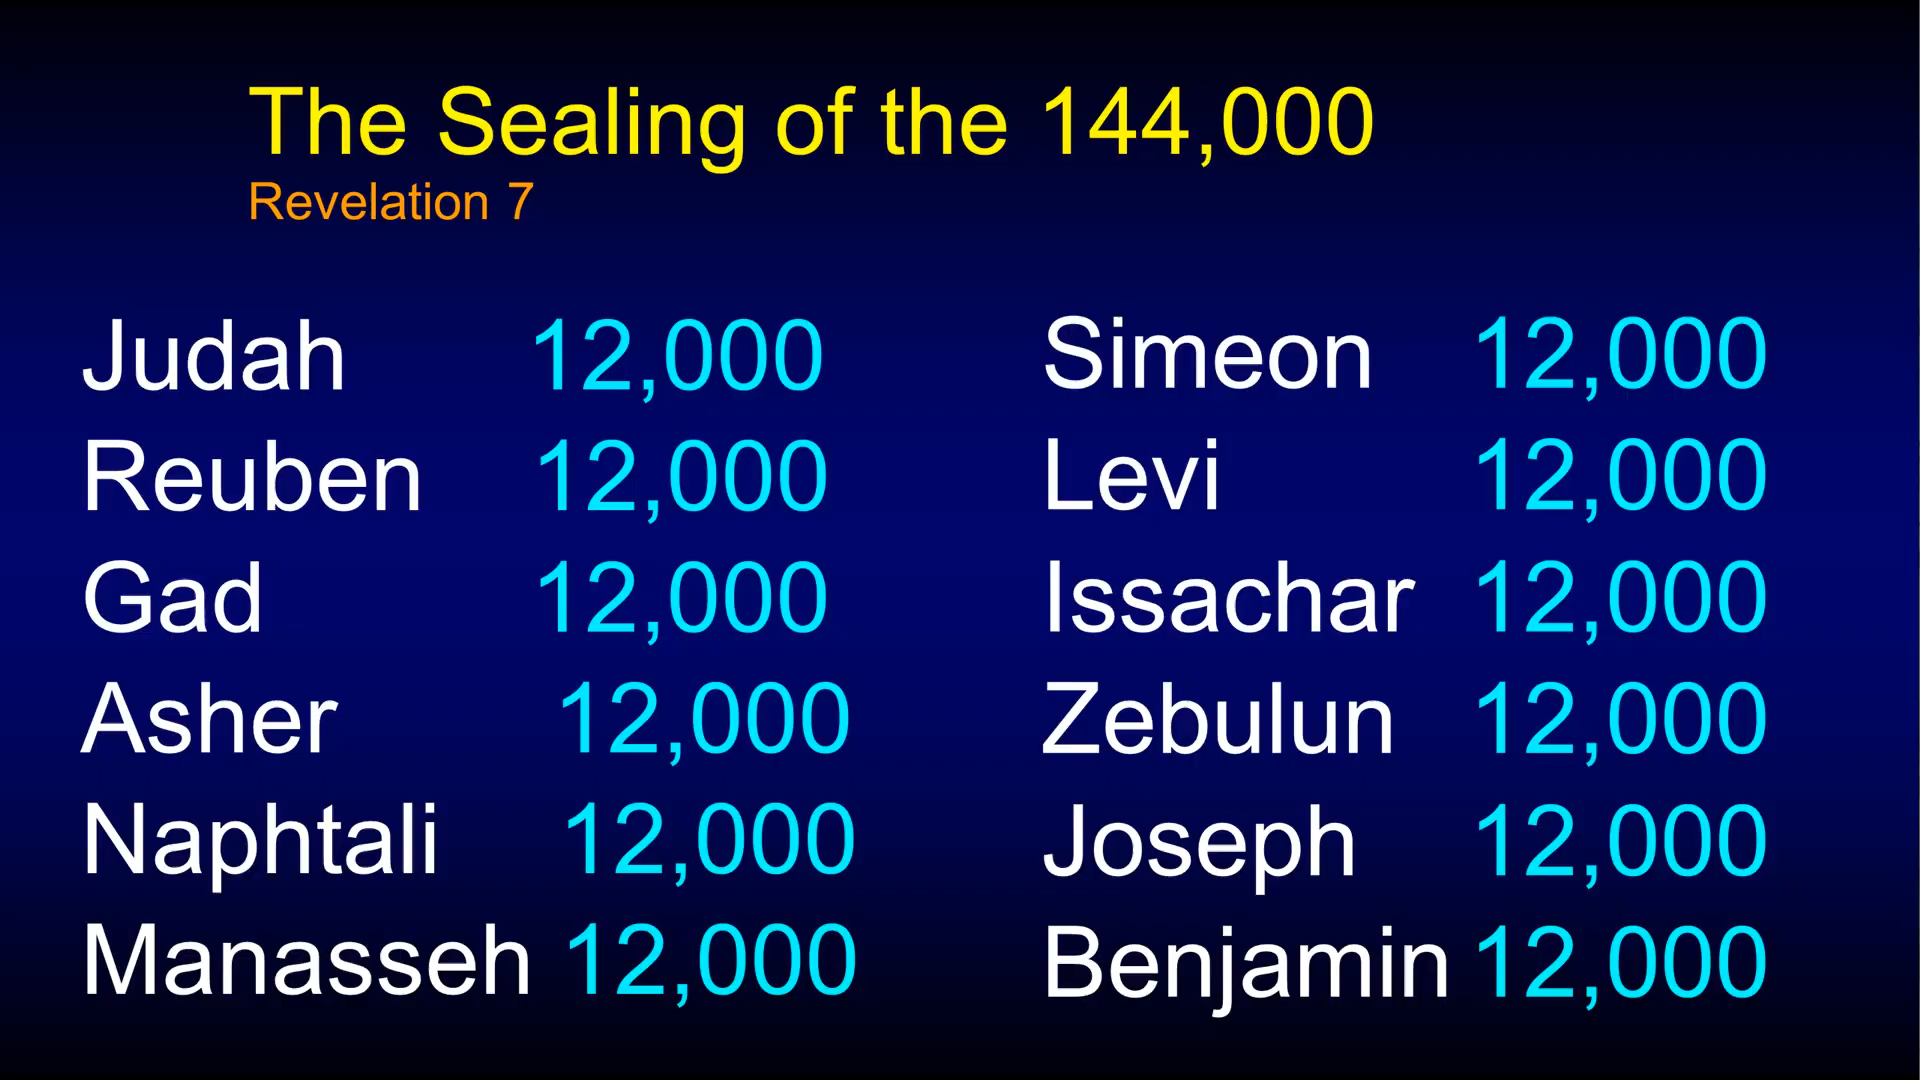 The Sealing of the 144,000
Revelation 7
Judah 12,000
Reuben 12,000
Gad 12,000
Asher 12,000
Naphtali 12,000
Manasseh 12,000
Simeon 12,000
Levi 12,000
Issachar 12,000
Zebulun 12,000
Joseph 12,000
Benjamin 12,000